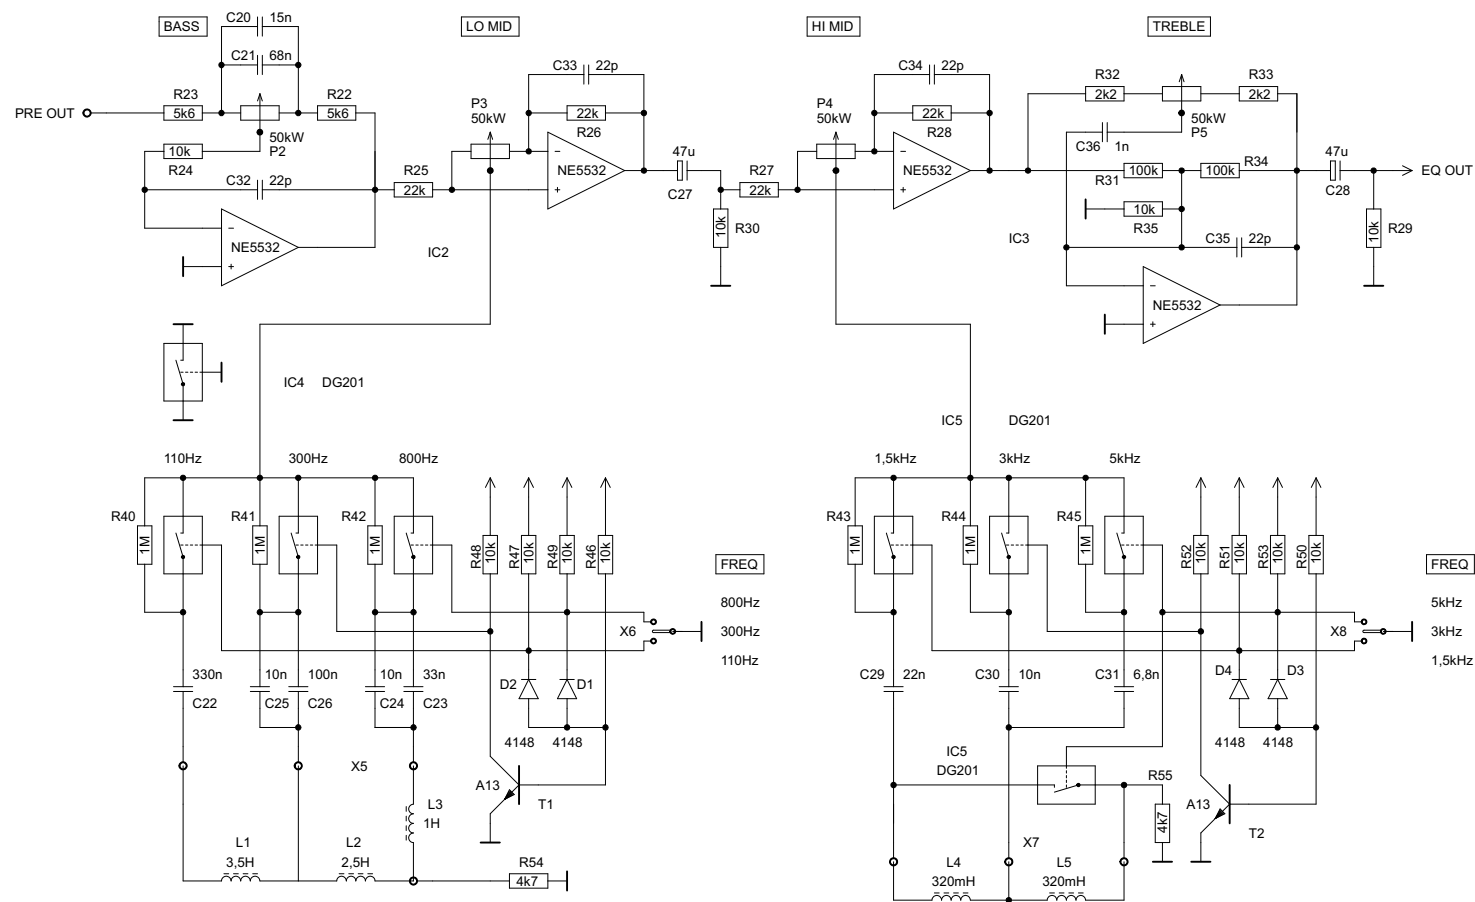 BASS
C20 15n
C21 68n
R23
5k6
R22
5k6
PRE OUT
50kW
P2
10k
R24
C32 22p
NE5532
LO MID
P3
50kW
C33 22p
22k
R26
R25
22k
NE5532
47u
C27
10k
R30
IC2
HI MID
P4
50kW
C34 22p
22k
R28
R27
22k
NE5532
TREBLE
R32
2k2
R33
2k2
50kW
P5
C36 1n
R31
100k
R34
100k
10k
R35
C35 22p
NE5532
IC3
47u
C28
EQ OUT
10k
R29
IC4 DG201
110Hz
300Hz
800Hz
R40
1M
R41
1M
R42
1M
R48
10k
R47
10k
R49
10k
R46
10k
X6
FREQ
800Hz
300Hz
110Hz
330n
C22
10n
C25
100n
C26
10n
C24
33n
C23
D2
D1
4148
4148
X5
A13
T1
L3
1H
L1
3,5H
L2
2,5H
R54
4k7
IC5 DG201
1,5kHz
3kHz
5kHz
R43
1M
R44
1M
R45
1M
R52
10k
R51
10k
R53
10k
R50
10k
X8
FREQ
5kHz
3kHz
1,5kHz
C29 22n
C30 10n
C31 6,8n
D4
D3
4148
4148
IC5
DG201
R55
4k7
A13
T2
X7
L4
320mH
L5
320mH